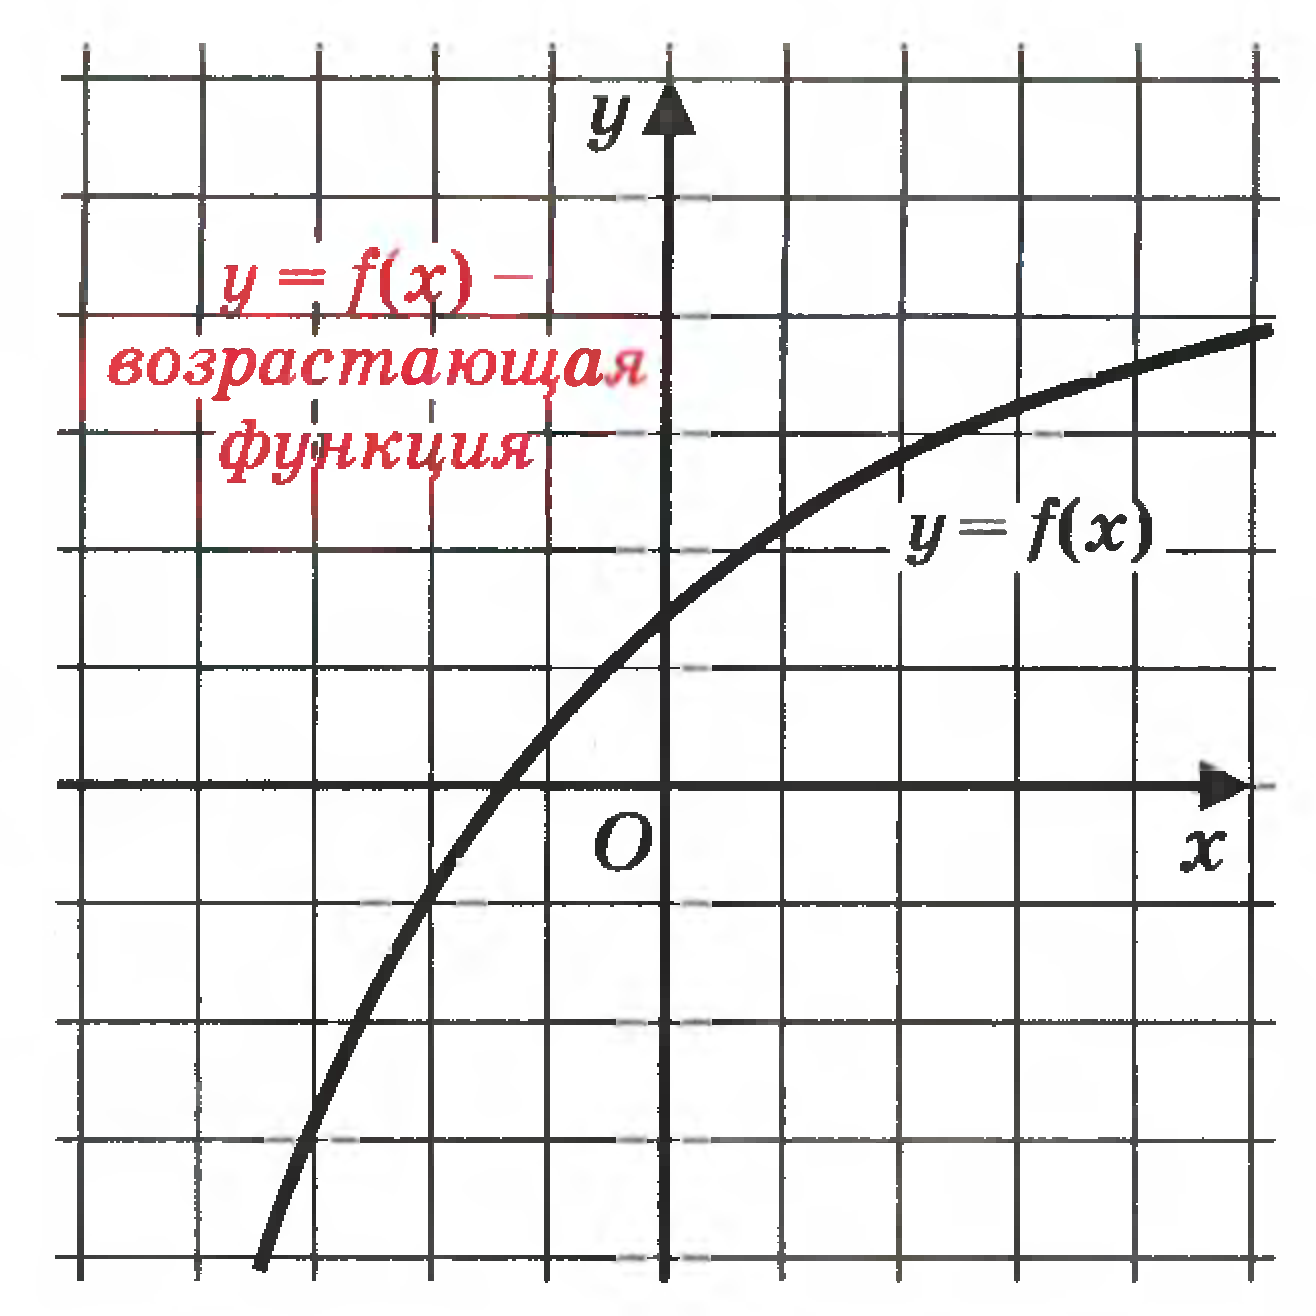 y
y = f(x) –
возрастающая
функция
y = f(x)
O
x